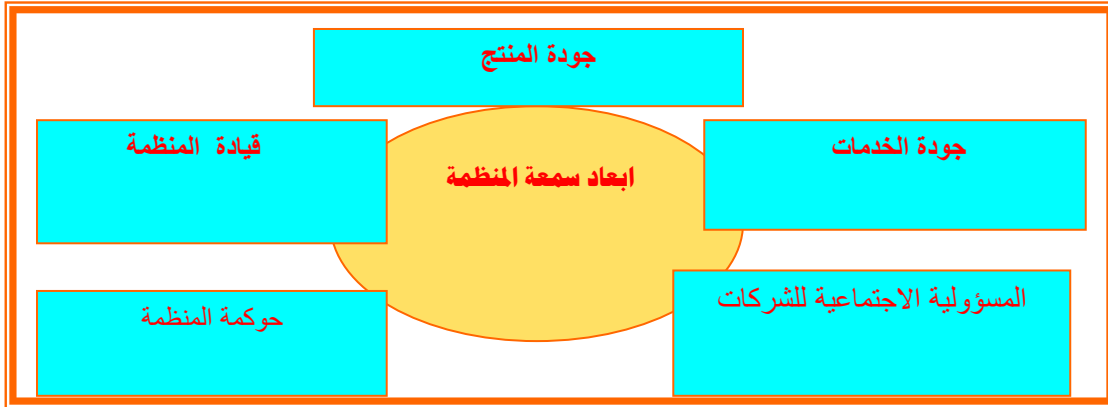 جودة المنتج
جودة الخدمات
قيادة المنظمة
ابعاد سمعة المنظمة
المسؤولية الاجتماعية للشركات
حوكمة المنظمة